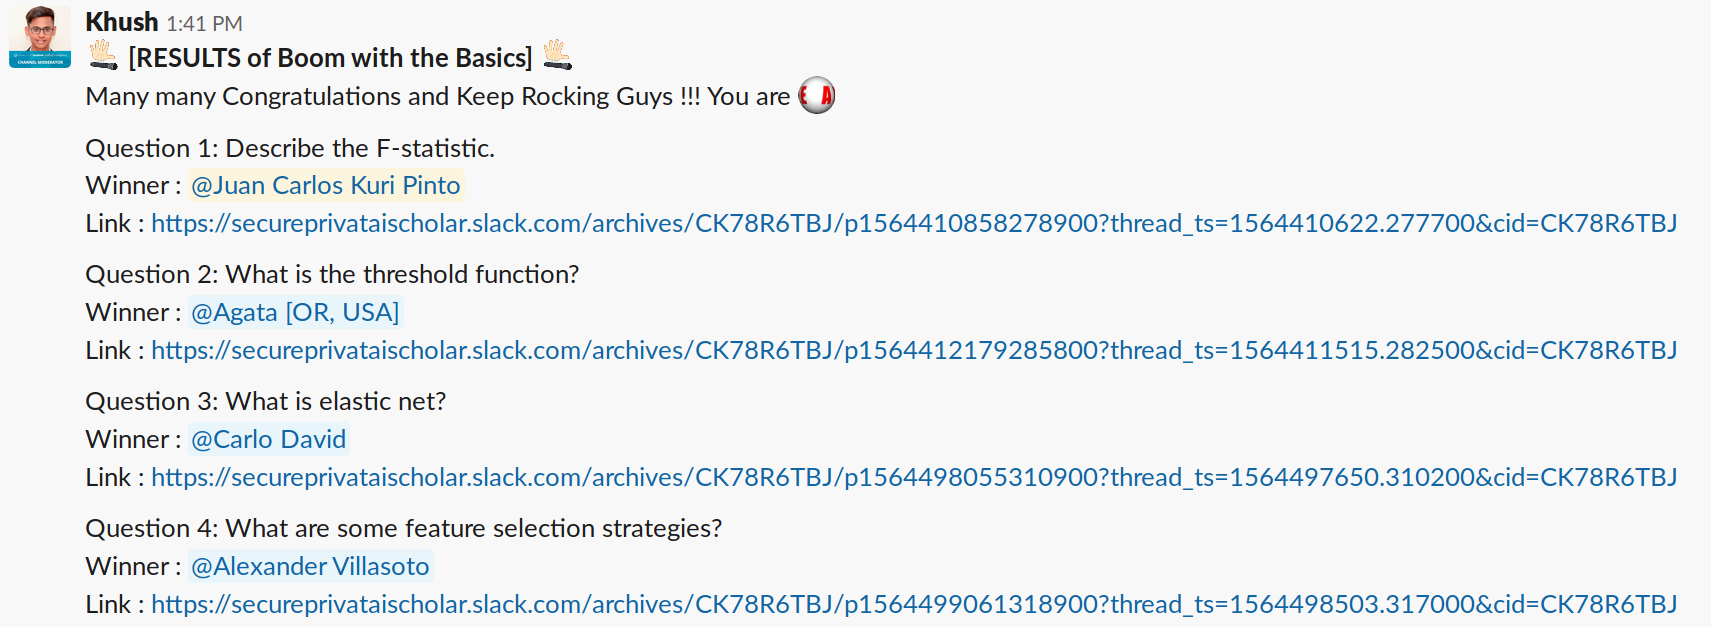 Khush 1:41 PM
[RESULTS of Boom with the Basics]
Many many Congratulations and Keep Rocking Guys !!! You are
Question 1: Describe the F-statistic.
Winner : @Juan Carlos Kuri Pinto
Link : https://secureprivataischolar.slack.com/archives/CK78R6TBJ/p1564410858278900?thread_ts=1564410622.277700&cid=CK78R6TBJ
Question 2: What is the threshold function?
Winner : @Agata [OR, USA]
Link : https://secureprivataischolar.slack.com/archives/CK78R6TBJ/p1564412179285800?thread_ts=1564411515.282500&cid=CK78R6TBJ
Question 3: What is elastic net?
Winner : @Carlo David
Link : https://secureprivataischolar.slack.com/archives/CK78R6TBJ/p1564498055310900?thread_ts=1564497650.310200&cid=CK78R6TBJ
Question 4: What are some feature selection strategies?
Winner : @Alexander Villasoto
Link : https://secureprivataischolar.slack.com/archives/CK78R6TBJ/p1564499061318900?thread_ts=1564498503.317000&cid=CK78R6TBJ